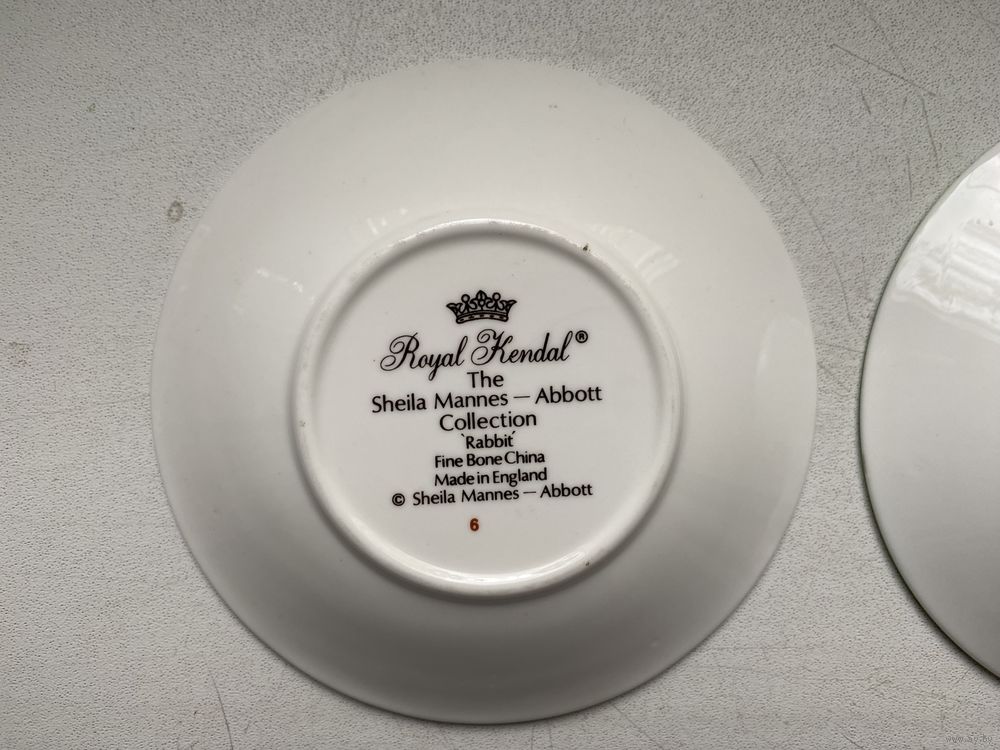 Royal Kendal®
The
Sheila Mannes — Abbott
Collection
`Rabbit´
Fine Bone China
Made in England
© Sheila Mannes — Abbott
6